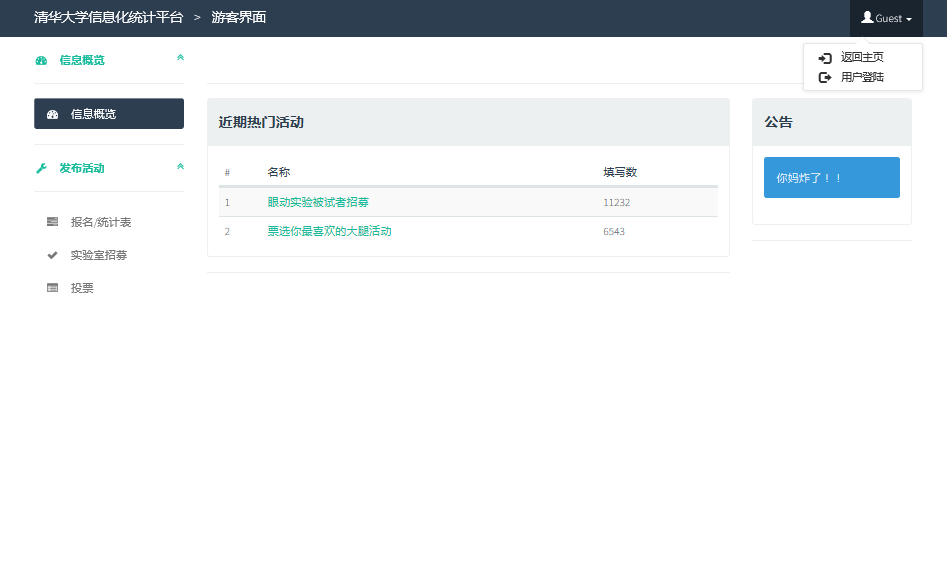 清华大学信息化统计平台 > 游客界面
Guest
返回主页
用户登陆
信息概览
信息概览
发布活动
报名/统计表
实验室招募
投票
近期热门活动
# 名称 填写数
1 眼动实验被试者招募 11232
2 票选你最喜欢的大腿活动 6543
公告
你妈炸了！！